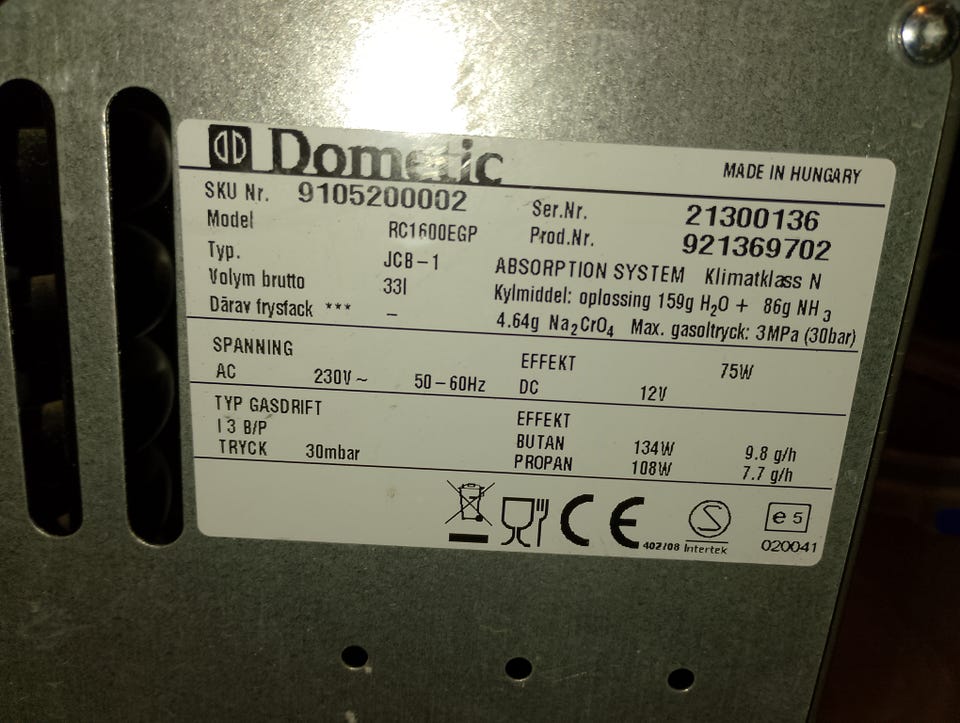 Dometic
MADE IN HUNGARY
SKU Nr. 9105200002
Ser.Nr. 21300136
Model RC1600EGP
Prod.Nr. 921369702
Typ. JCB-1
ABSORPTION SYSTEM Klimatklass N
Volym brutto 33l
Kylmiddel: oplossing 159g H₂O + 86g NH₃
Därav frysfack *** –
4.64g Na₂CrO₄ Max. gasoltryck: 3MPa (30bar)
SPANNING
EFFEKT 75W
AC 230V ~ 50-60Hz
DC 12V
TYP GASDRIFT
EFFEKT
I 3 B/P
BUTAN 134W 9.8 g/h
TRYCK 30mbar
PROPAN 108W 7.7 g/h
CE
S
e5
402/08 Intertek
020041